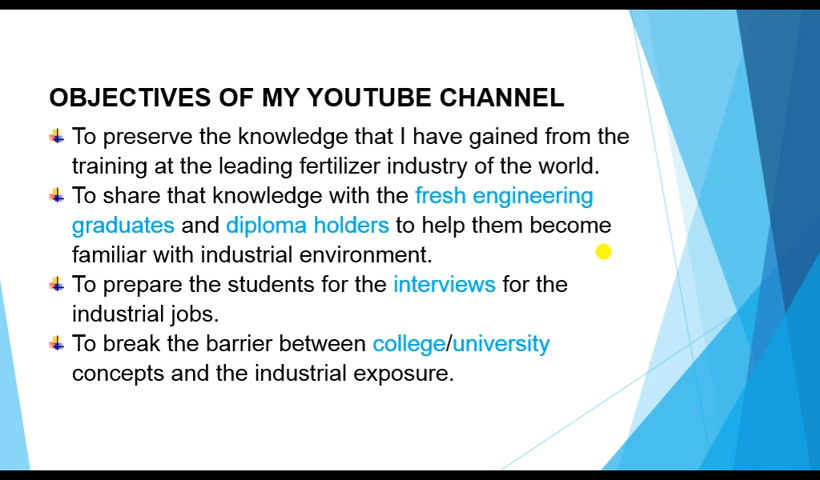 OBJECTIVES OF MY YOUTUBE CHANNEL
To preserve the knowledge that I have gained from the
training at the leading fertilizer industry of the world.
To share that knowledge with the fresh engineering
graduates and diploma holders to help them become
familiar with industrial environment.
To prepare the students for the interviews for the
industrial jobs.
To break the barrier between college/university
concepts and the industrial exposure.